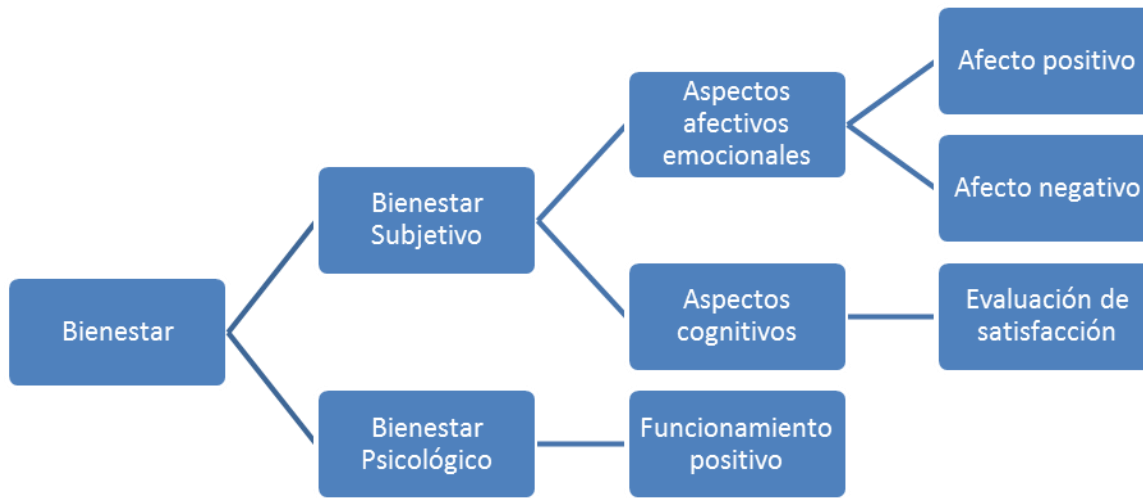 Bienestar
Bienestar
Subjetivo
Aspectos
afectivos
emocionales
Afecto positivo
Afecto negativo
Aspectos
cognitivos
Evaluación de
satisfacción
Bienestar
Psicológico
Funcionamiento
positivo